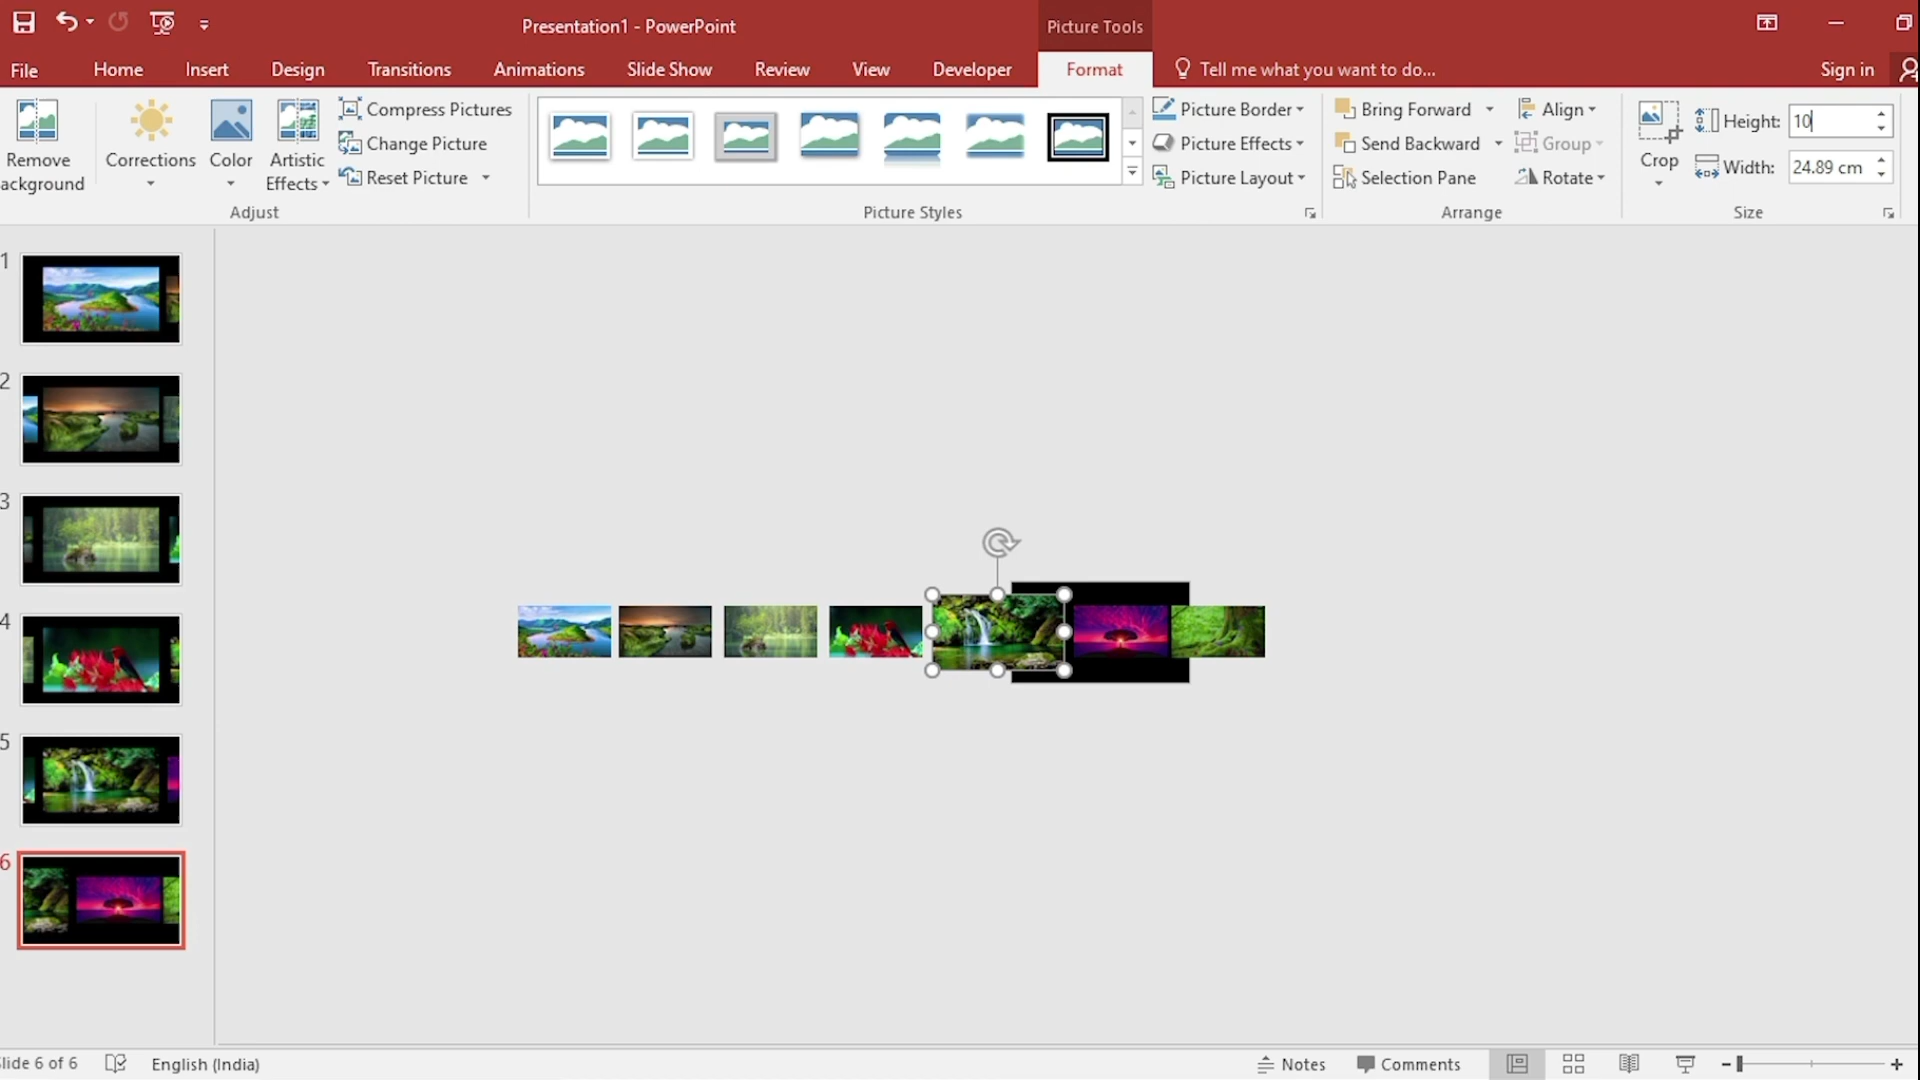 Presentation1 - PowerPoint
Picture Tools
File
Home
Insert
Design
Transitions
Animations
Slide Show
Review
View
Developer
Format
Tell me what you want to do...
Sign in
Remove
ackground
Corrections
Color
Artistic
Effects
Compress Pictures
Change Picture
Reset Picture
Adjust
Picture Styles
Picture Border
Picture Effects
Picture Layout
Bring Forward
Send Backward
Selection Pane
Align
Group
Rotate
Arrange
Crop
Height: 10
Width: 24.89 cm
Size
1
2
3
4
5
6
lide 6 of 6
English (India)
Notes
Comments